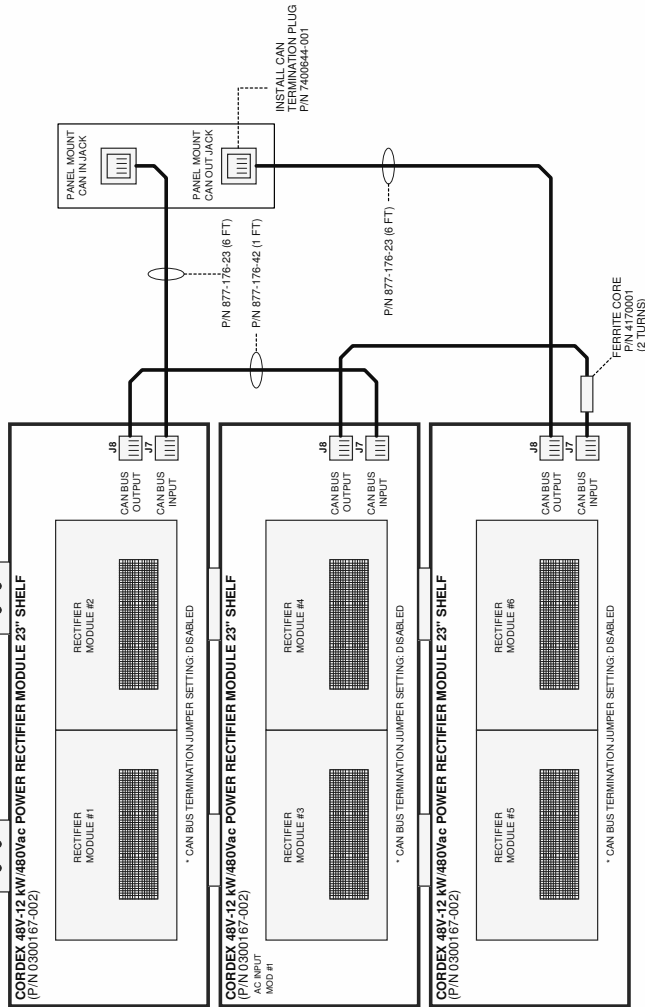 CORDEX 48V-12 kW/480Vac POWER RECTIFIER MODULE 23" SHELF
(P/N 0300167-002)
RECTIFIER
MODULE #1
RECTIFIER
MODULE #2
* CAN BUS TERMINATION JUMPER SETTING: DISABLED
J8
CAN BUS
OUTPUT
J7
CAN BUS
INPUT
CORDEX 48V-12 kW/480Vac POWER RECTIFIER MODULE 23" SHELF
(P/N 0300167-002)
AC INPUT
MOD #1
RECTIFIER
MODULE #3
RECTIFIER
MODULE #4
* CAN BUS TERMINATION JUMPER SETTING: DISABLED
J8
CAN BUS
OUTPUT
J7
CAN BUS
INPUT
CORDEX 48V-12 kW/480Vac POWER RECTIFIER MODULE 23" SHELF
(P/N 0300167-002)
RECTIFIER
MODULE #5
RECTIFIER
MODULE #6
* CAN BUS TERMINATION JUMPER SETTING: DISABLED
J8
CAN BUS
OUTPUT
J7
CAN BUS
INPUT
PANEL MOUNT
CAN IN JACK
PANEL MOUNT
CAN OUT JACK
INSTALL CAN
TERMINATION PLUG
P/N 7400644-001
P/N 877-176-23 (6 FT)
P/N 877-176-42 (1 FT)
P/N 877-176-23 (6 FT)
FERRITE CORE
P/N 4170001
(2 TURNS)